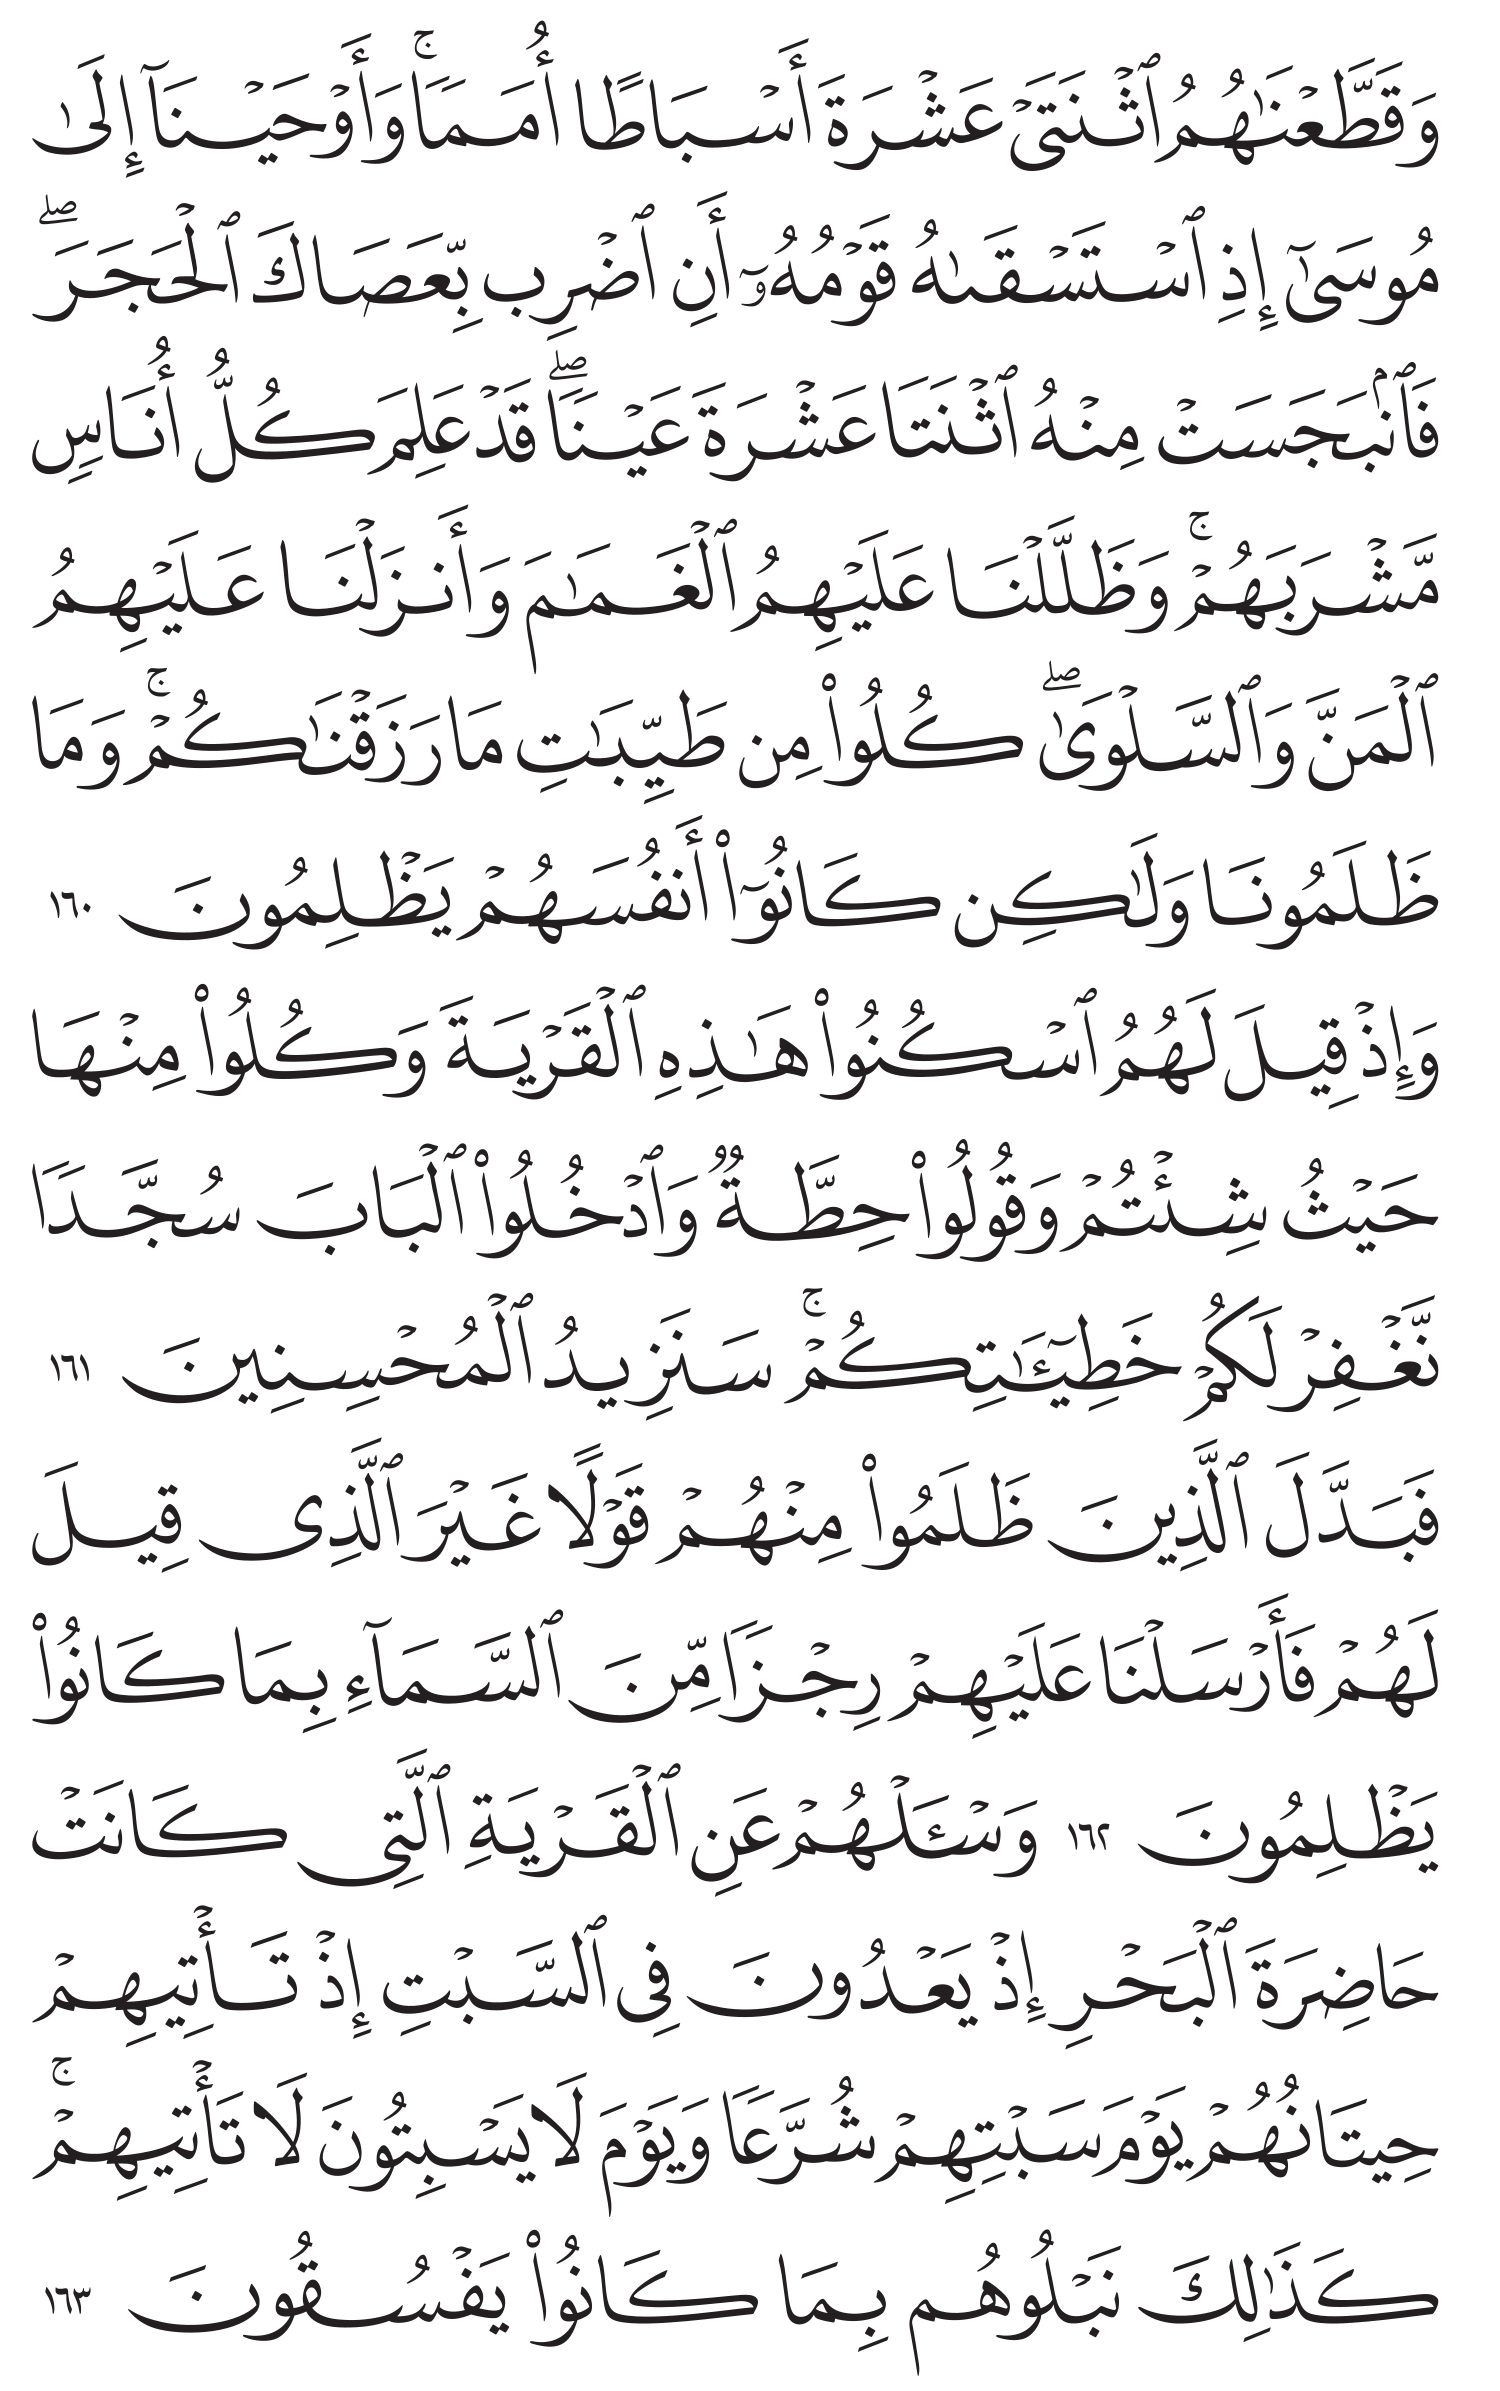 وَقَطَّعْنَٰهُمُ ٱثْنَتَىْ عَشْرَةَ أَسْبَاطًا أُمَمًا ۚ وَأَوْحَيْنَآ إِلَىٰ
مُوسَىٰٓ إِذِ ٱسْتَسْقَىٰهُ قَوْمُهُۥٓ أَنِ ٱضْرِب بِّعَصَاكَ ٱلْحَجَرَ ۖ
فَٱنۢبَجَسَتْ مِنْهُ ٱثْنَتَا عَشْرَةَ عَيْنًا ۖ قَدْ عَلِمَ كُلُّ أُنَاسٍ
مَّشْرَبَهُمْ ۚ وَظَلَّلْنَا عَلَيْهِمُ ٱلْغَمَٰمَ وَأَنزَلْنَا عَلَيْهِمُ
ٱلْمَنَّ وَٱلسَّلْوَىٰ ۖ كُلُوا۟ مِن طَيِّبَٰتِ مَا رَزَقْنَٰكُمْ ۚ وَمَا
ظَلَمُونَا وَلَٰكِن كَانُوٓا۟ أَنفُسَهُمْ يَظْلِمُونَ ١٦٠
وَإِذْ قِيلَ لَهُمُ ٱسْكُنُوا۟ هَٰذِهِ ٱلْقَرْيَةَ وَكُلُوا۟ مِنْهَا
حَيْثُ شِئْتُمْ وَقُولُوا۟ حِطَّةٌ وَٱدْخُلُوا۟ ٱلْبَابَ سُجَّدًا
نَّغْفِرْ لَكُمْ خَطِيٓـَٰٔتِكُمْ ۚ سَنَزِيدُ ٱلْمُحْسِنِينَ ١٦١
فَبَدَّلَ ٱلَّذِينَ ظَلَمُوا۟ مِنْهُمْ قَوْلًا غَيْرَ ٱلَّذِى قِيلَ
لَهُمْ فَأَرْسَلْنَا عَلَيْهِمْ رِجْزًا مِّنَ ٱلسَّمَآءِ بِمَا كَانُوا۟
يَظْلِمُونَ ١٦٢ وَسْـَٔلْهُمْ عَنِ ٱلْقَرْيَةِ ٱلَّتِى كَانَتْ
حَاضِرَةَ ٱلْبَحْرِ إِذْ يَعْدُونَ فِى ٱلسَّبْتِ إِذْ تَأْتِيهِمْ
حِيتَانُهُمْ يَوْمَ سَبْتِهِمْ شُرَّعًا وَيَوْمَ لَا يَسْبِتُونَ لَا تَأْتِيهِمْ ۚ
كَذَٰلِكَ نَبْلُوهُم بِمَا كَانُوا۟ يَفْسُقُونَ ١٦٣